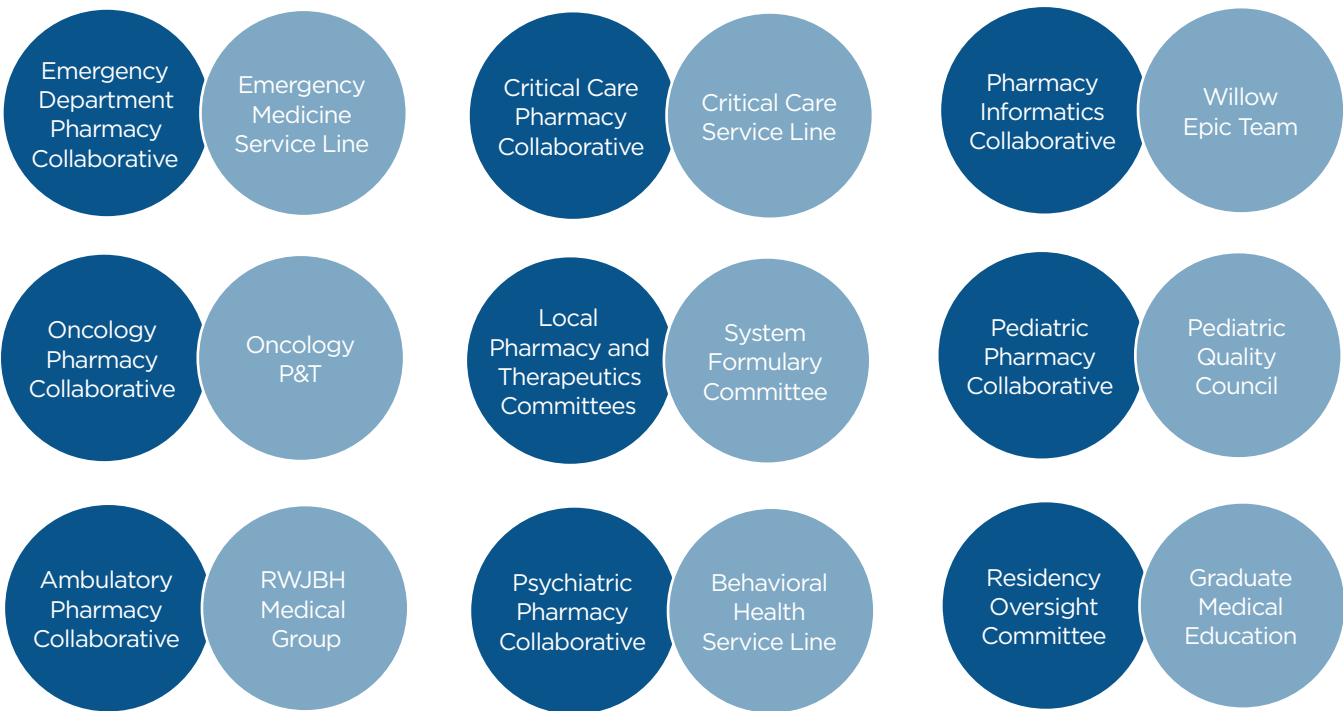 Emergency
Department
Pharmacy
Collaborative
Emergency
Medicine
Service Line
Critical Care
Pharmacy
Collaborative
Critical Care
Service Line
Pharmacy
Informatics
Collaborative
Willow
Epic Team
Oncology
Pharmacy
Collaborative
Oncology
P&T
Local
Pharmacy and
Therapeutics
Committees
System
Formulary
Committee
Pediatric
Pharmacy
Collaborative
Pediatric
Quality
Council
Ambulatory
Pharmacy
Collaborative
RWJBH
Medical
Group
Psychiatric
Pharmacy
Collaborative
Behavioral
Health
Service Line
Residency
Oversight
Committee
Graduate
Medical
Education